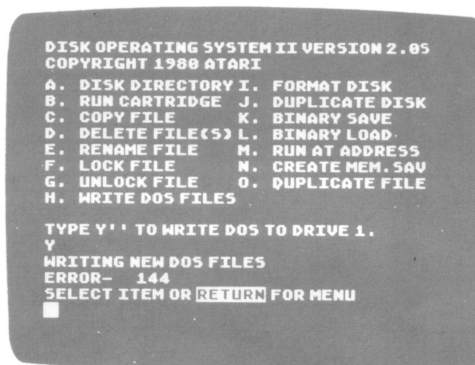 DISK OPERATING SYSTEM II VERSION 2.0S
COPYRIGHT 1980 ATARI
A. DISK DIRECTORY I. FORMAT DISK
B. RUN CARTRIDGE J. DUPLICATE DISK
C. COPY FILE K. BINARY SAVE
D. DELETE FILE(S) L. BINARY LOAD
E. RENAME FILE M. RUN AT ADDRESS
F. LOCK FILE N. CREATE MEM.SAV
G. UNLOCK FILE O. DUPLICATE FILE
H. WRITE DOS FILES
TYPE Y'' TO WRITE DOS TO DRIVE 1.
Y
WRITING NEW DOS FILES
ERROR- 144
SELECT ITEM OR RETURN FOR MENU